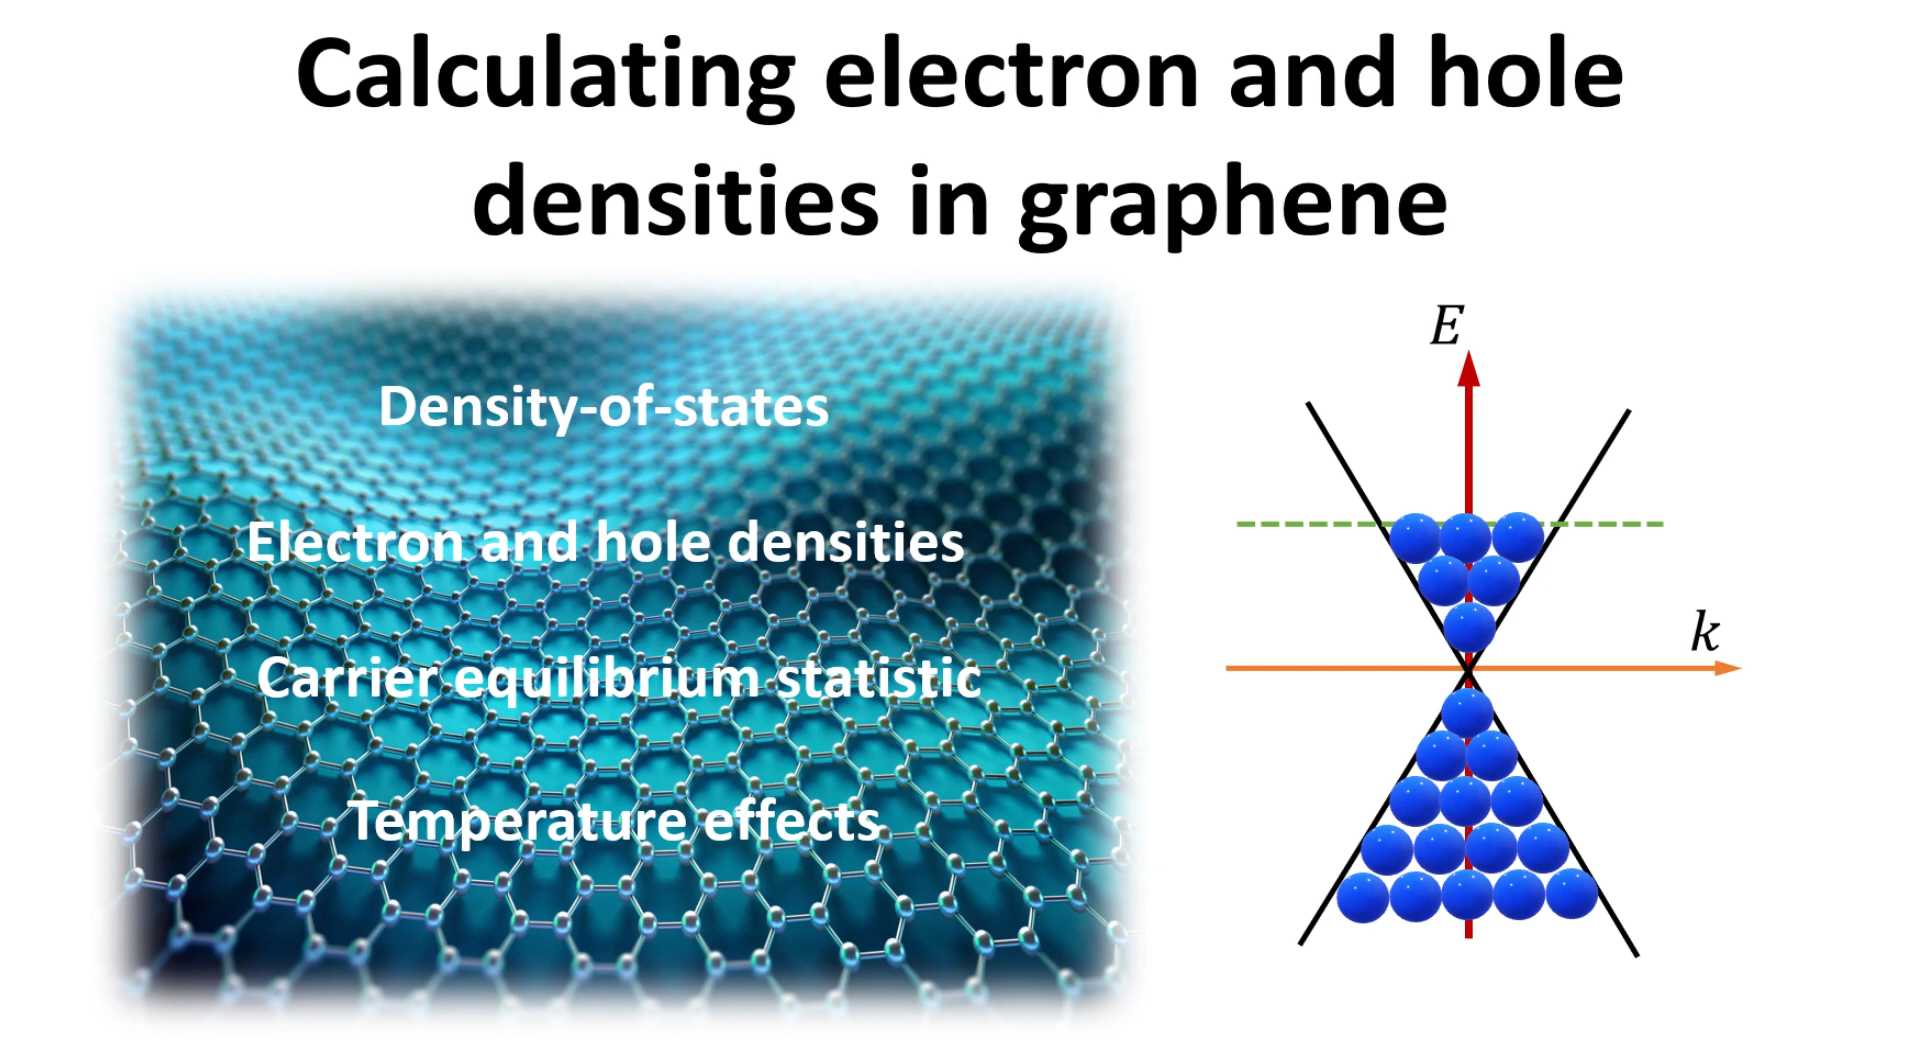 Calculating electron and hole
densities in graphene
Density-of-states
Electron and hole densities
Carrier equilibrium statistic
Temperature effects
E
k